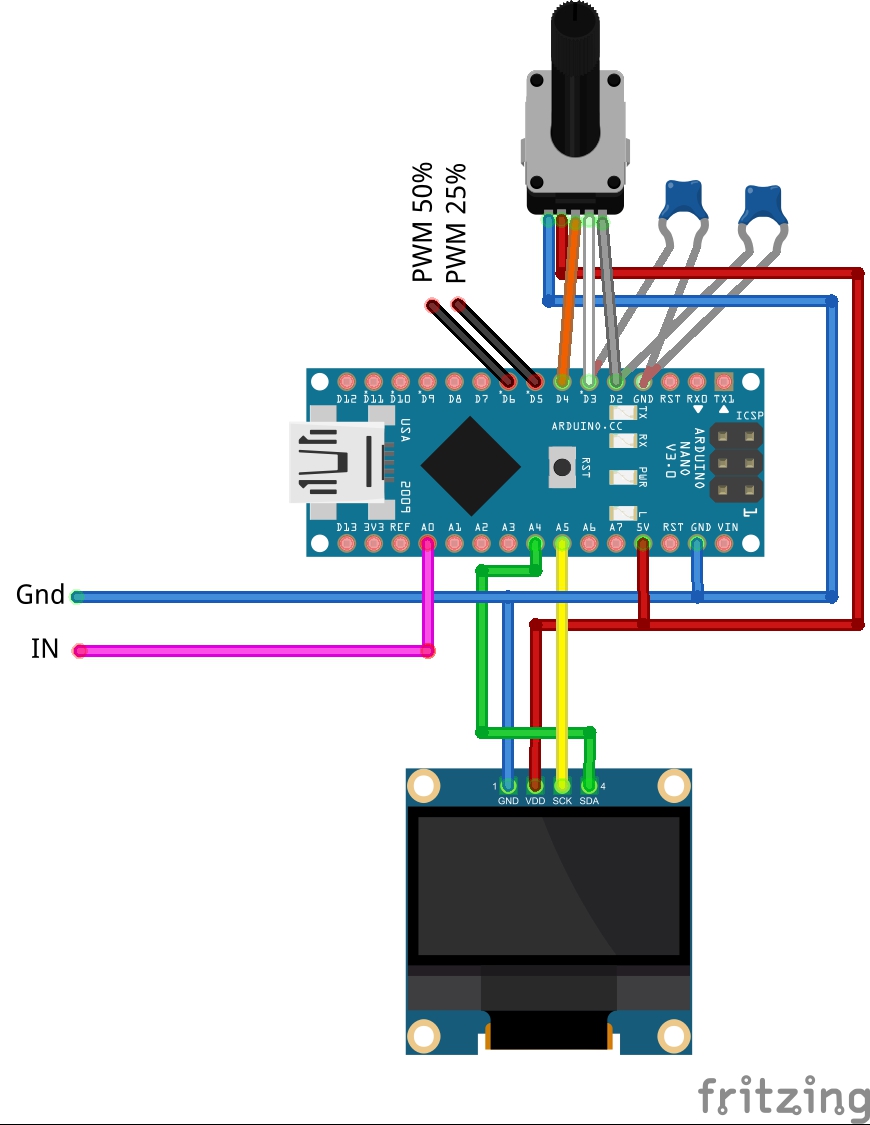 PWM 50%
PWM 25%
D12 D11 D10 D9 D8 D7 D6 D5 D4 D3 D2 GND RST RX0 TX1
ICSP
ARDUINO.CC
TX
RX
PWR
L
RST
ARDUINO
NANO
V3.0
USA
2009
1
D13 3V3 REF A0 A1 A2 A3 A4 A5 A6 A7 5V RST GND VIN
Gnd
IN
1 4
GND VDD SCK SDA
fritzing